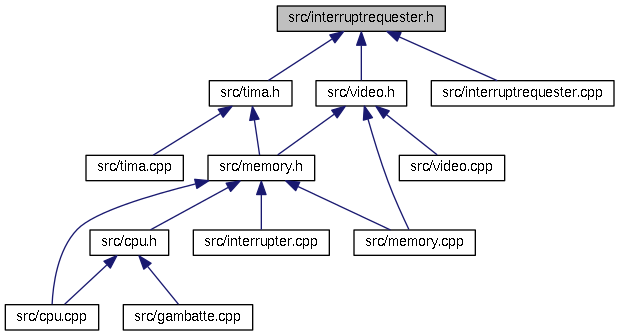 src/interruptrequester.h
src/tima.h
src/video.h
src/interruptrequester.cpp
src/tima.cpp
src/memory.h
src/video.cpp
src/cpu.h
src/interrupter.cpp
src/memory.cpp
src/cpu.cpp
src/gambatte.cpp